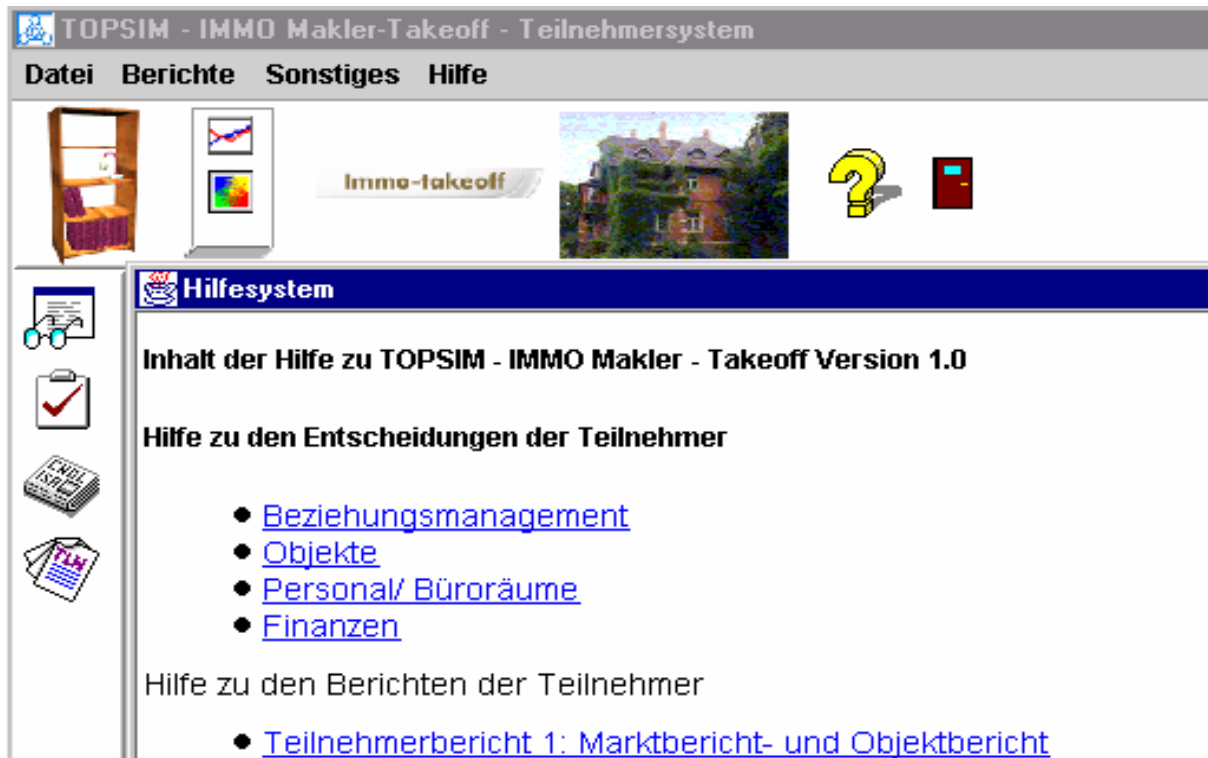 TOPSIM - IMMO Makler-Takeoff - Teilnehmersystem
Datei Berichte Sonstiges Hilfe
Immo-takeoff
Hilfesystem
Inhalt der Hilfe zu TOPSIM - IMMO Makler - Takeoff Version 1.0
Hilfe zu den Entscheidungen der Teilnehmer
Beziehungsmanagement
Objekte
Personal/ Büroräume
Finanzen
Hilfe zu den Berichten der Teilnehmer
Teilnehmerbericht 1: Marktbericht- und Objektbericht